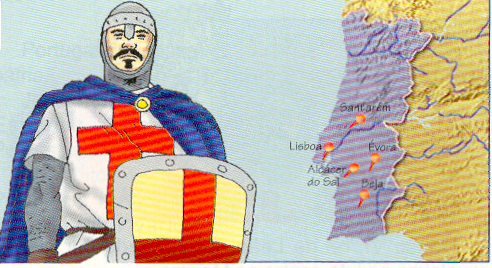 Santarém
Lisboa
Évora
Alcácer
do Sal
Beja